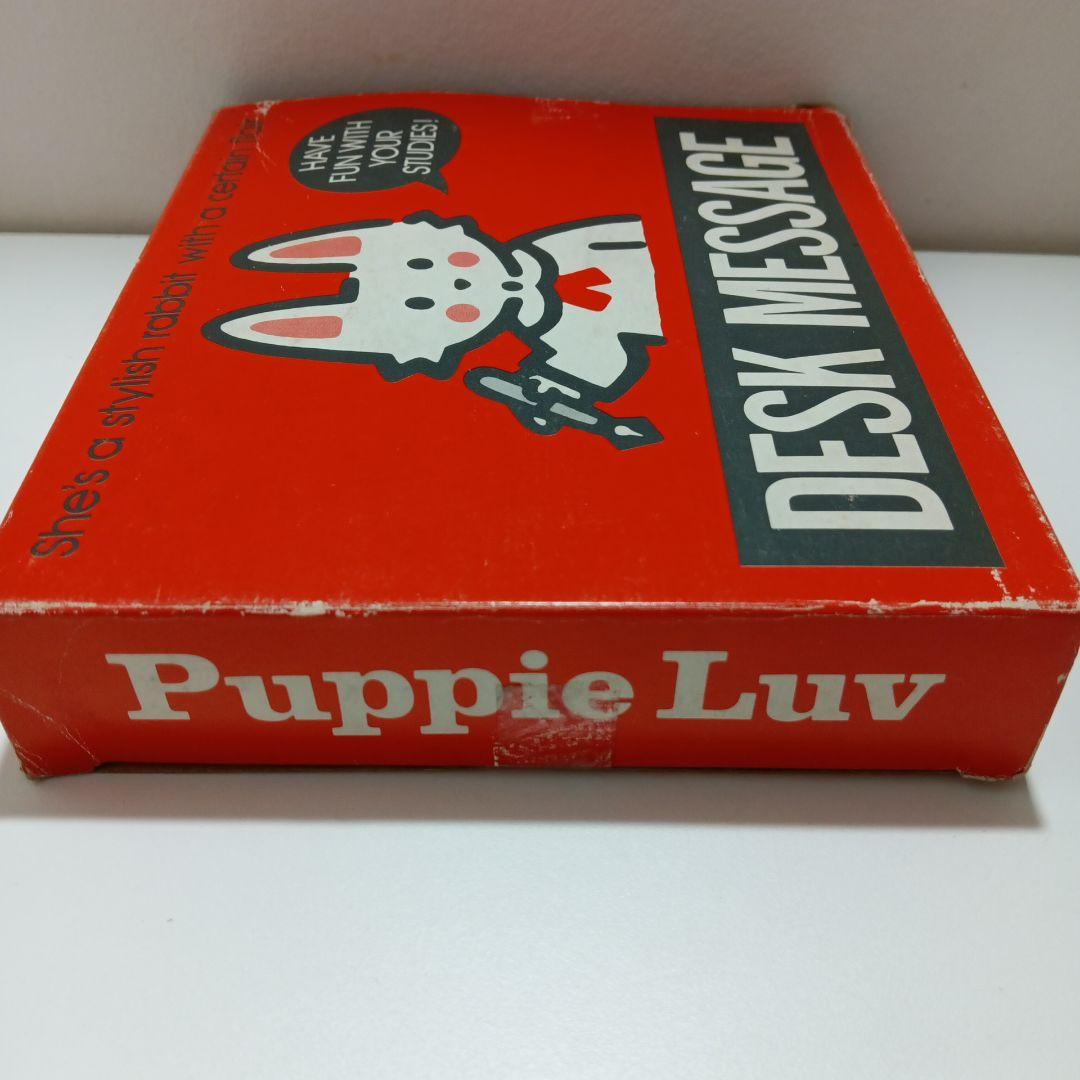 She's a stylish rabbit with a certain flair
HAVE
FUN WITH
YOUR
STUDIES!
DESK MESSAGE
Puppie Luv